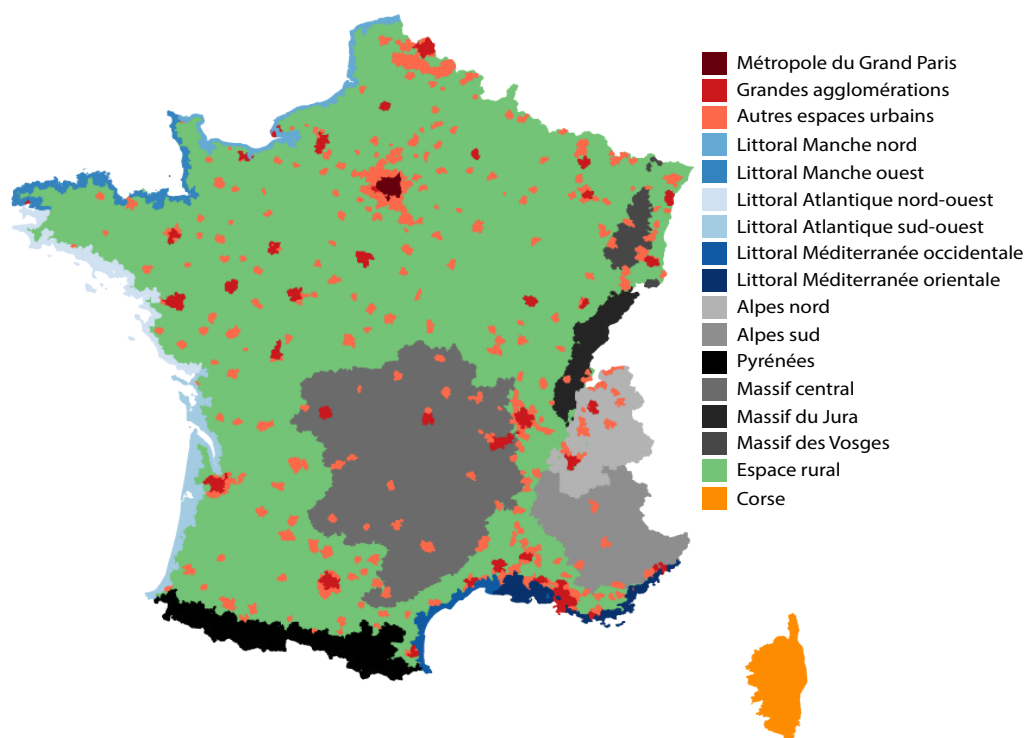 Métropole du Grand Paris
Grandes agglomérations
Autres espaces urbains
Littoral Manche nord
Littoral Manche ouest
Littoral Atlantique nord-ouest
Littoral Atlantique sud-ouest
Littoral Méditerranée occidentale
Littoral Méditerranée orientale
Alpes nord
Alpes sud
Pyrénées
Massif central
Massif du Jura
Massif des Vosges
Espace rural
Corse